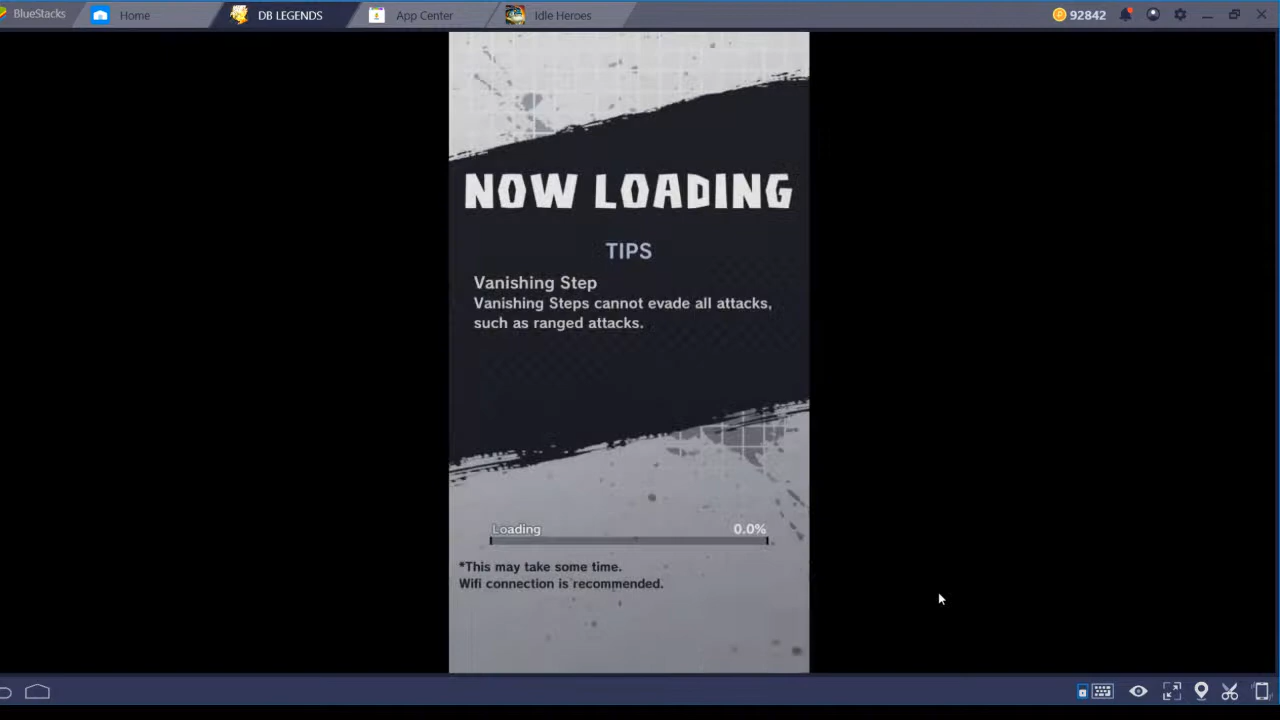 BlueStacks
Home
DB LEGENDS
App Center
Idle Heroes
92842
NOW LOADING
TIPS
Vanishing Step
Vanishing Steps cannot evade all attacks,
such as ranged attacks.
Loading 0.0%
*This may take some time.
Wifi connection is recommended.